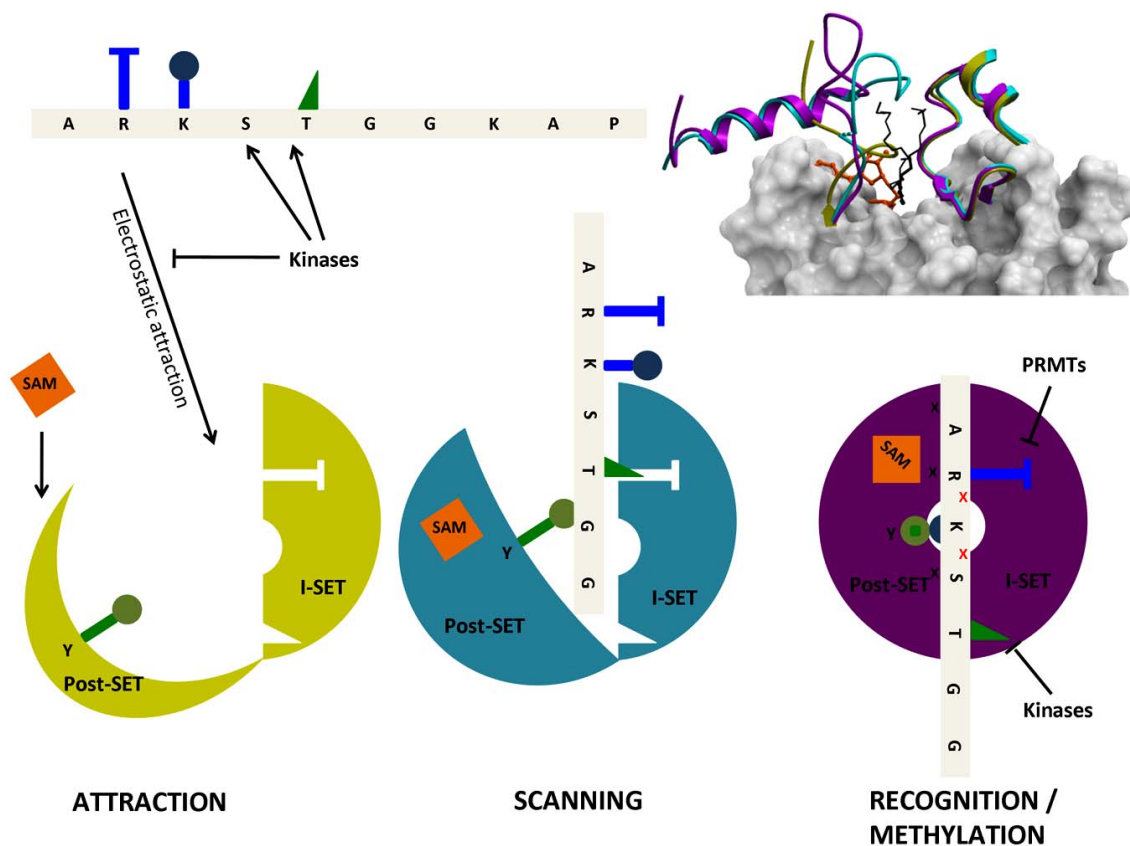 A R K S T G G K A P
Kinases
Electrostatic attraction
SAM
I-SET
Y
Post-SET
ATTRACTION
A
R
K
S
T
G
G
SAM
Y
Post-SET
I-SET
SCANNING
PRMTs
X
A
SAM
X
R
X
K
Y
X
Post-SET
X
S
I-SET
T
G
Kinases
G
RECOGNITION /
METHYLATION